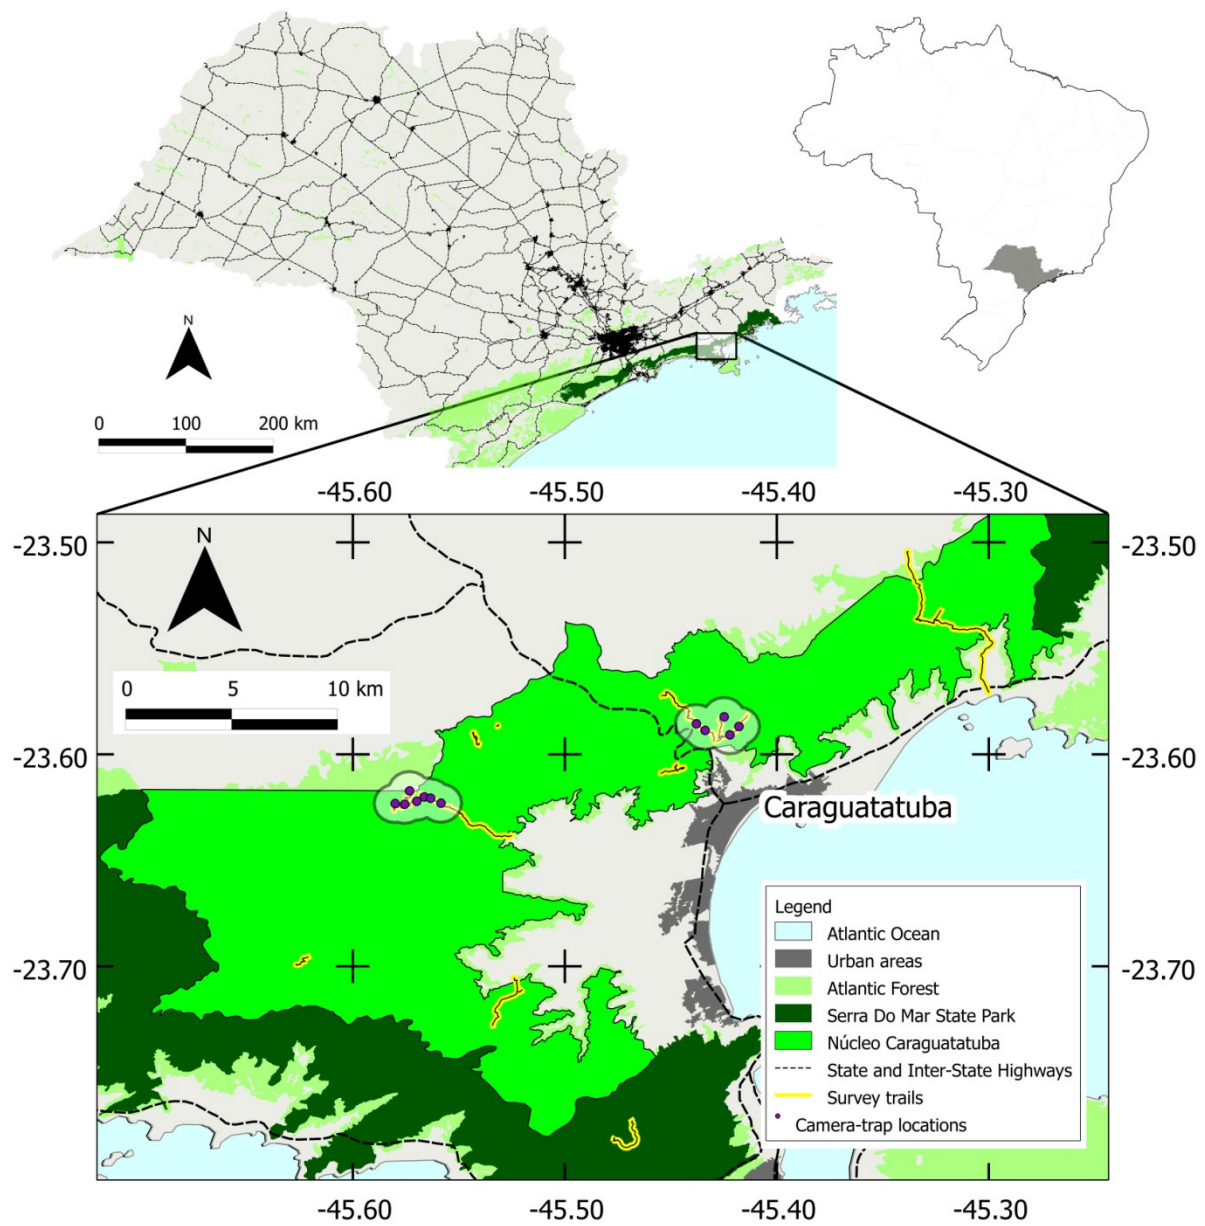 N
0 100 200 km
-45.60 -45.50 -45.40 -45.30
-23.50 -23.50
N
0 5 10 km
-23.60 -23.60
Caraguatatuba
Legend
Atlantic Ocean
Urban areas
Atlantic Forest
Serra Do Mar State Park
Núcleo Caraguatatuba
State and Inter-State Highways
Survey trails
Camera-trap locations
-23.70 -23.70
-45.60 -45.50 -45.40 -45.30